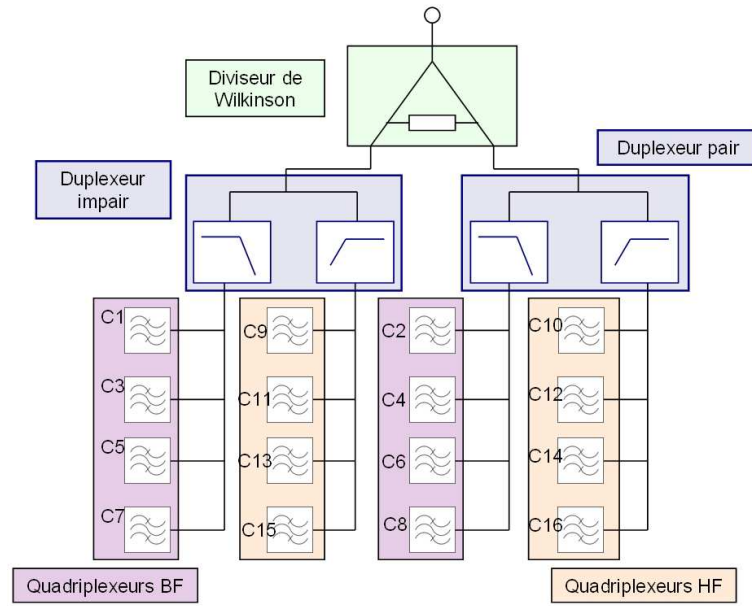 Diviseur de
Wilkinson
Duplexeur pair
Duplexeur
impair
C1
C9
C2
C10
C3
C11
C4
C12
C5
C13
C6
C14
C7
C15
C8
C16
Quadriplexeurs BF
Quadriplexeurs HF